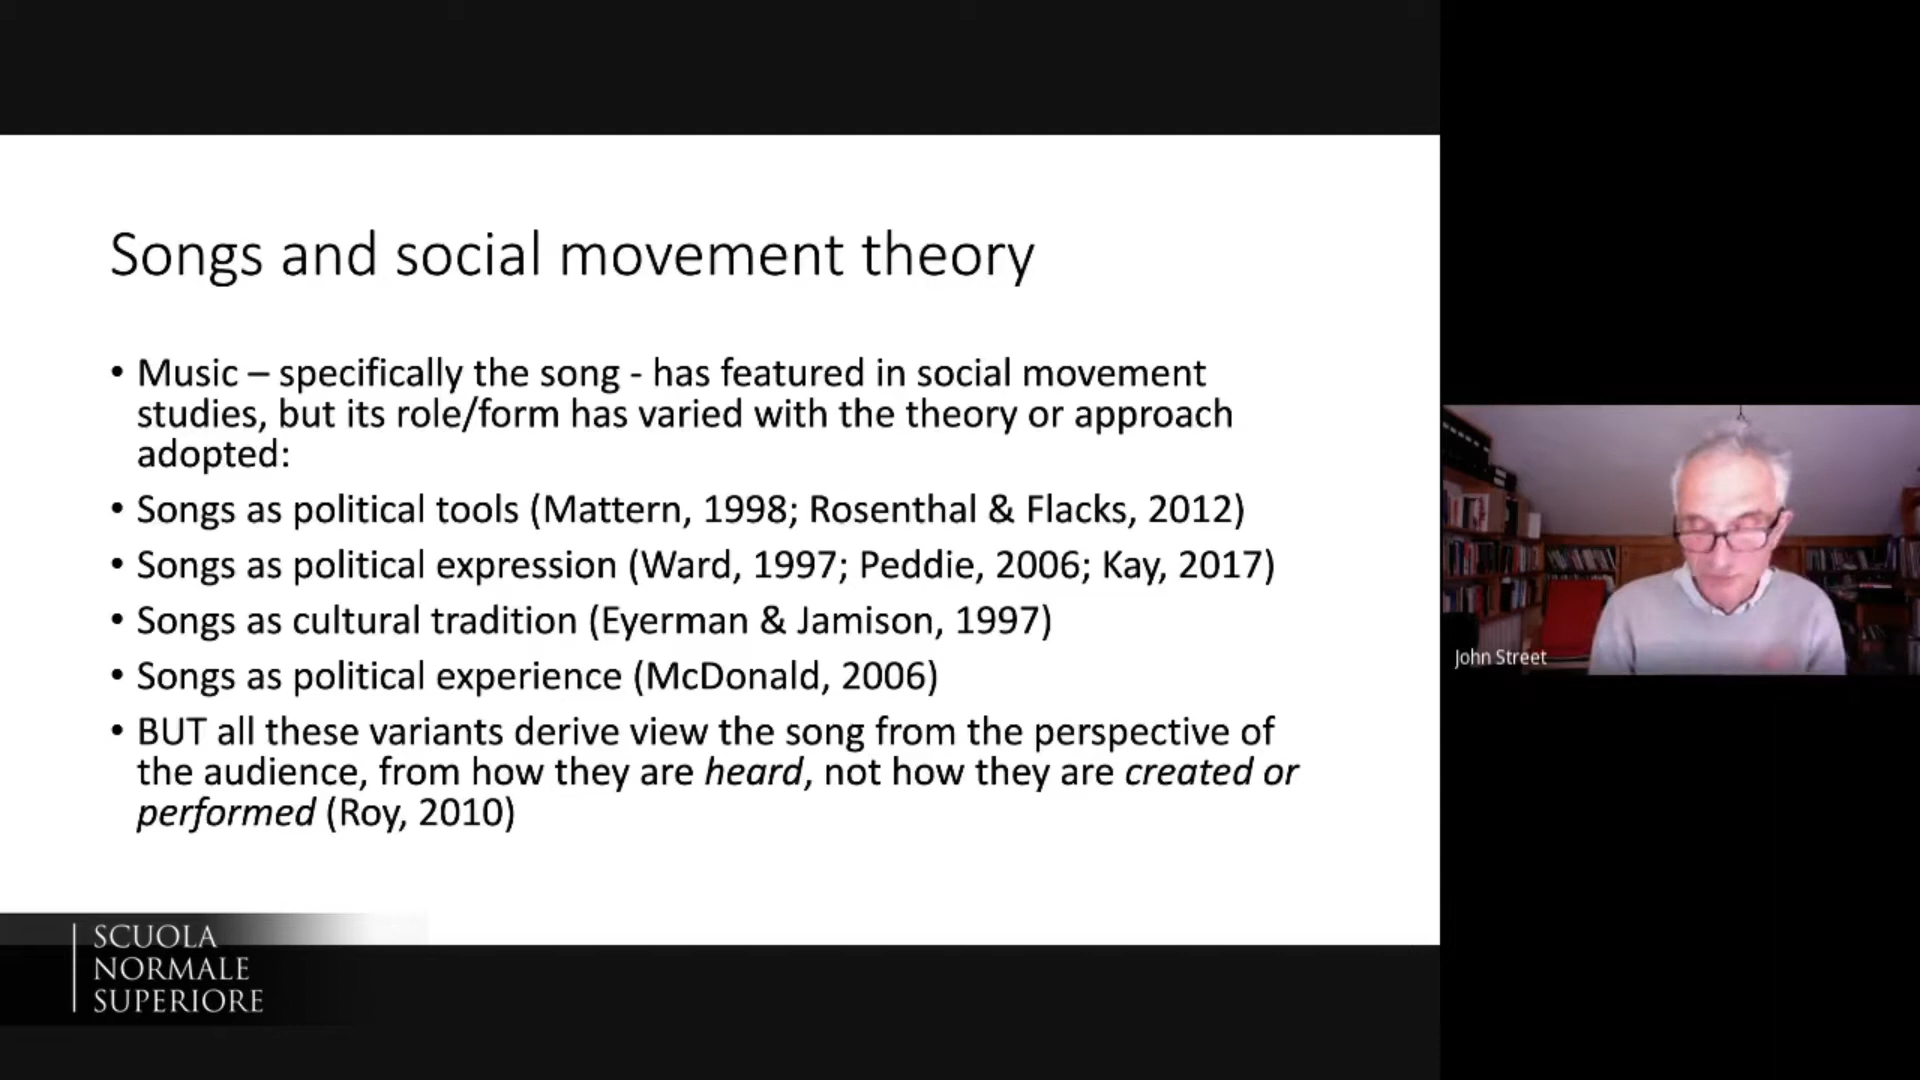 Songs and social movement theory
• Music – specifically the song - has featured in social movement
studies, but its role/form has varied with the theory or approach
adopted:
• Songs as political tools (Mattern, 1998; Rosenthal & Flacks, 2012)
• Songs as political expression (Ward, 1997; Peddie, 2006; Kay, 2017)
• Songs as cultural tradition (Eyerman & Jamison, 1997)
• Songs as political experience (McDonald, 2006)
• BUT all these variants derive view the song from the perspective of
the audience, from how they are heard, not how they are created or
performed (Roy, 2010)
John Street
SCUOLA
NORMALE
SUPERIORE